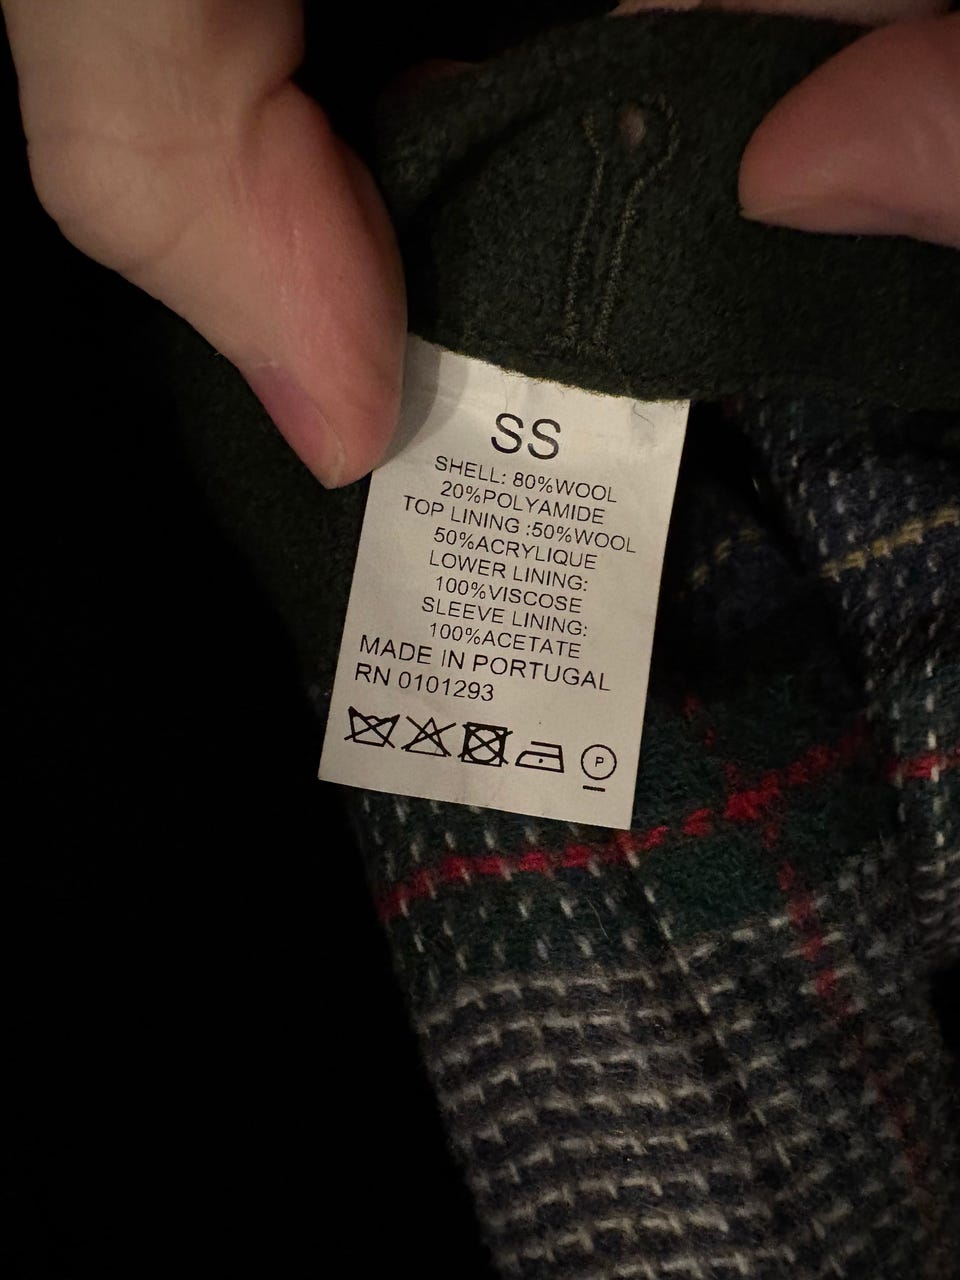 SS
SHELL: 80%WOOL
20%POLYAMIDE
TOP LINING :50%WOOL
50%ACRYLIQUE
LOWER LINING:
100%VISCOSE
SLEEVE LINING:
100%ACETATE
MADE IN PORTUGAL
RN 0101293
P